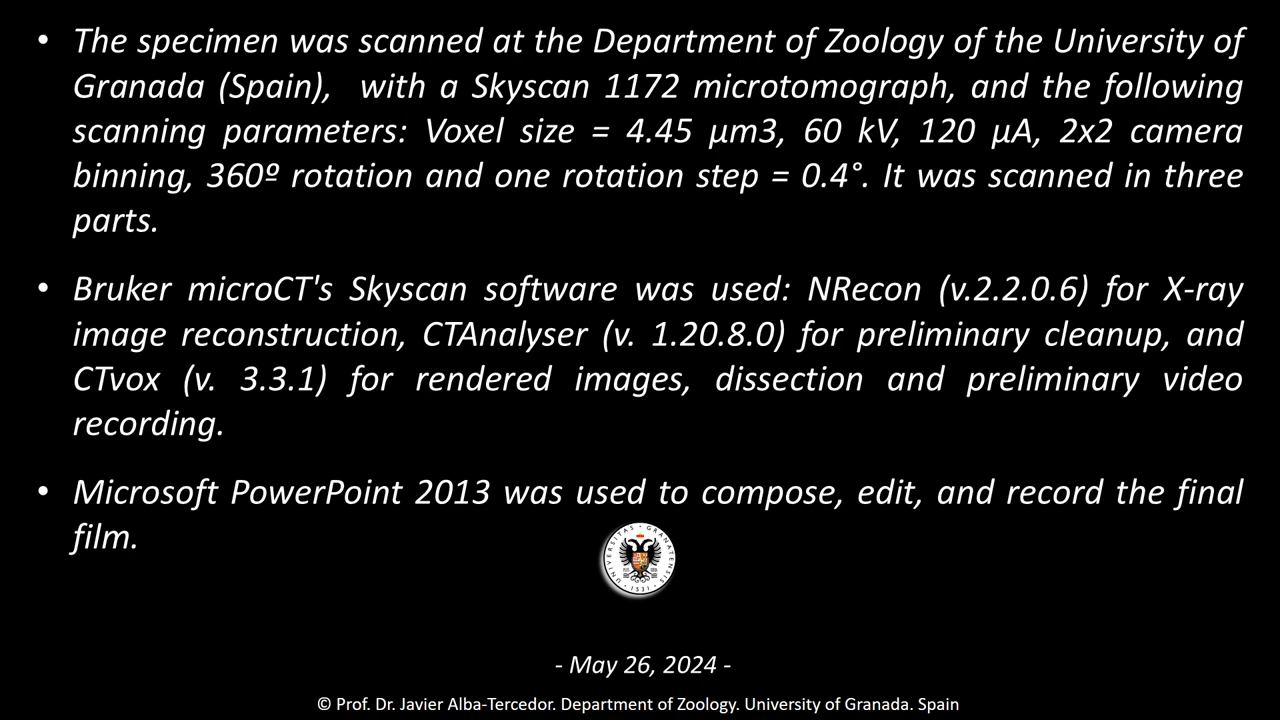 • The specimen was scanned at the Department of Zoology of the University of
Granada (Spain),  with a Skyscan 1172 microtomograph, and the following
scanning parameters: Voxel size = 4.45 µm3, 60 kV, 120 µA, 2x2 camera
binning, 360º rotation and one rotation step = 0.4°. It was scanned in three
parts.
• Bruker microCT's Skyscan software was used: NRecon (v.2.2.0.6) for X-ray
image reconstruction, CTAnalyser (v. 1.20.8.0) for preliminary cleanup, and
CTvox (v. 3.3.1) for rendered images, dissection and preliminary video
recording.
• Microsoft PowerPoint 2013 was used to compose, edit, and record the final
film.
UNIVERSITAS · GRANATENSIS
1531
- May 26, 2024 -
© Prof. Dr. Javier Alba-Tercedor. Department of Zoology. University of Granada. Spain